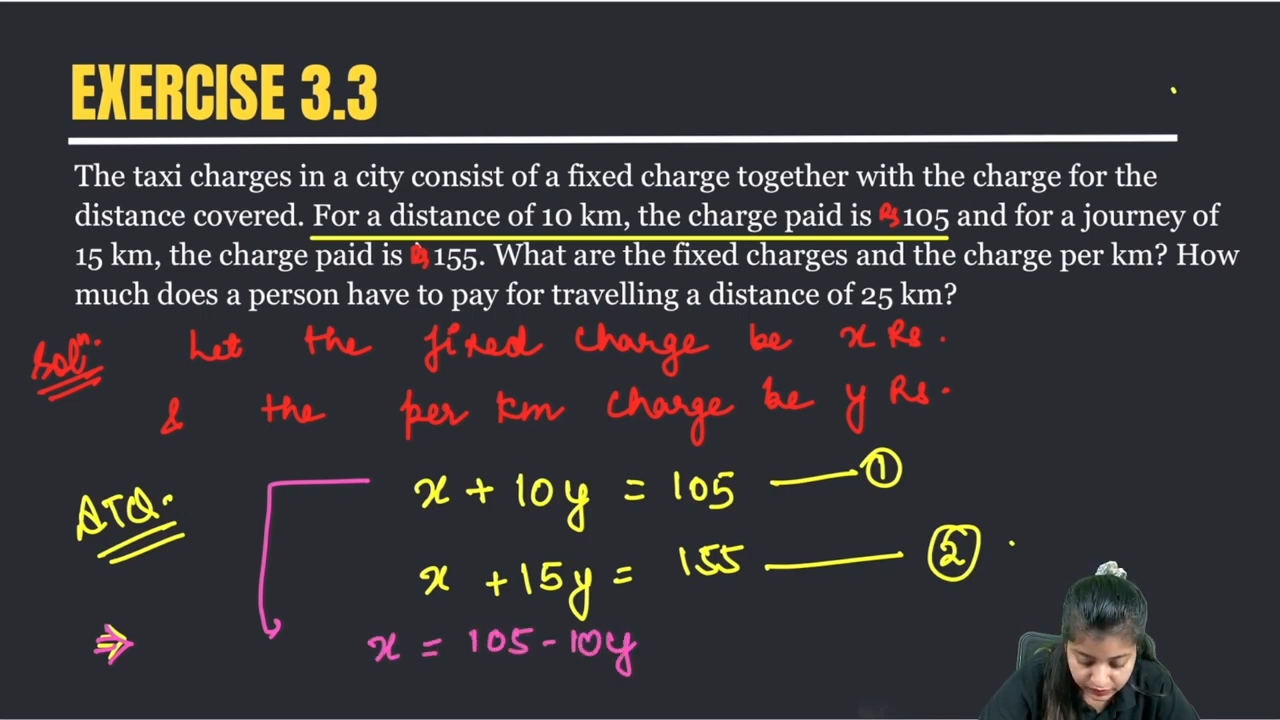 EXERCISE 3.3
The taxi charges in a city consist of a fixed charge together with the charge for the
distance covered. For a distance of 10 km, the charge paid is Rs 105 and for a journey of
15 km, the charge paid is Rs 155. What are the fixed charges and the charge per km? How
much does a person have to pay for travelling a distance of 25 km?
Soln. Let the fixed charge be x Rs.
& the per km charge be y Rs.
ATQ. x + 10y = 105 — ①
x + 15y = 155 — ②
⇒ x = 105 - 10y